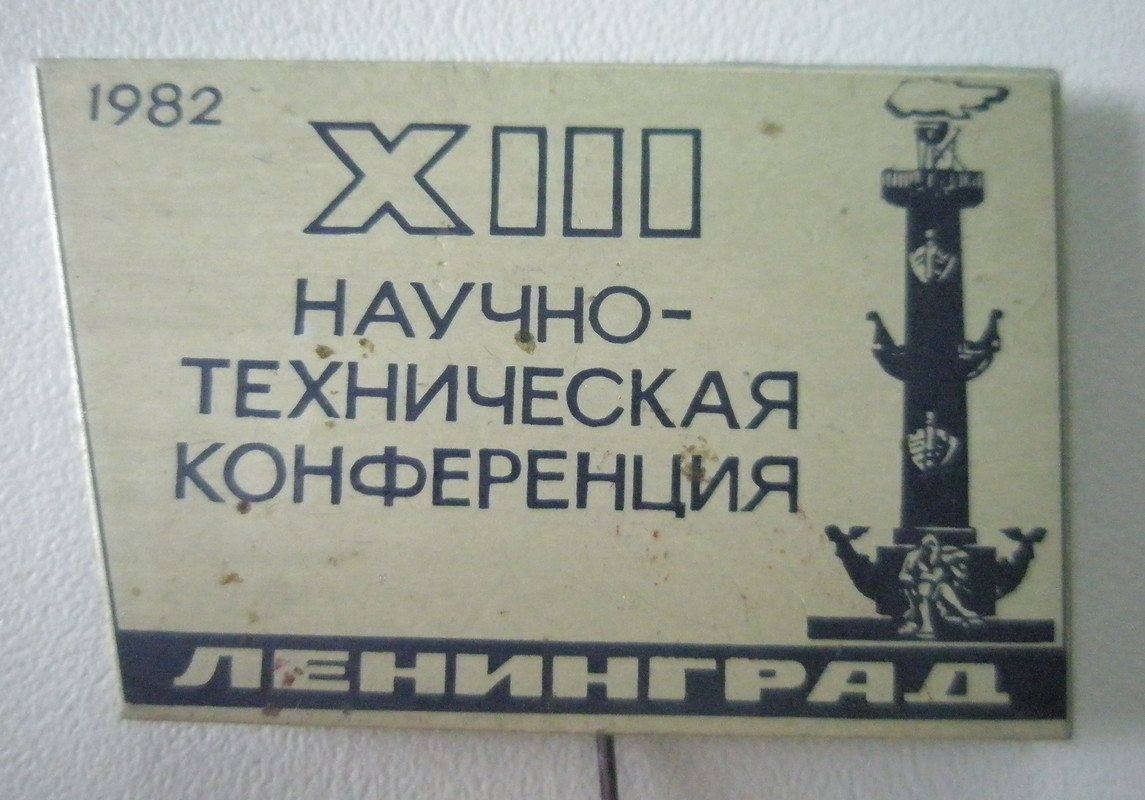 1982
XIII
НАУЧНО-
ТЕХНИЧЕСКАЯ
КОНФЕРЕНЦИЯ
ЛЕНИНГРАД